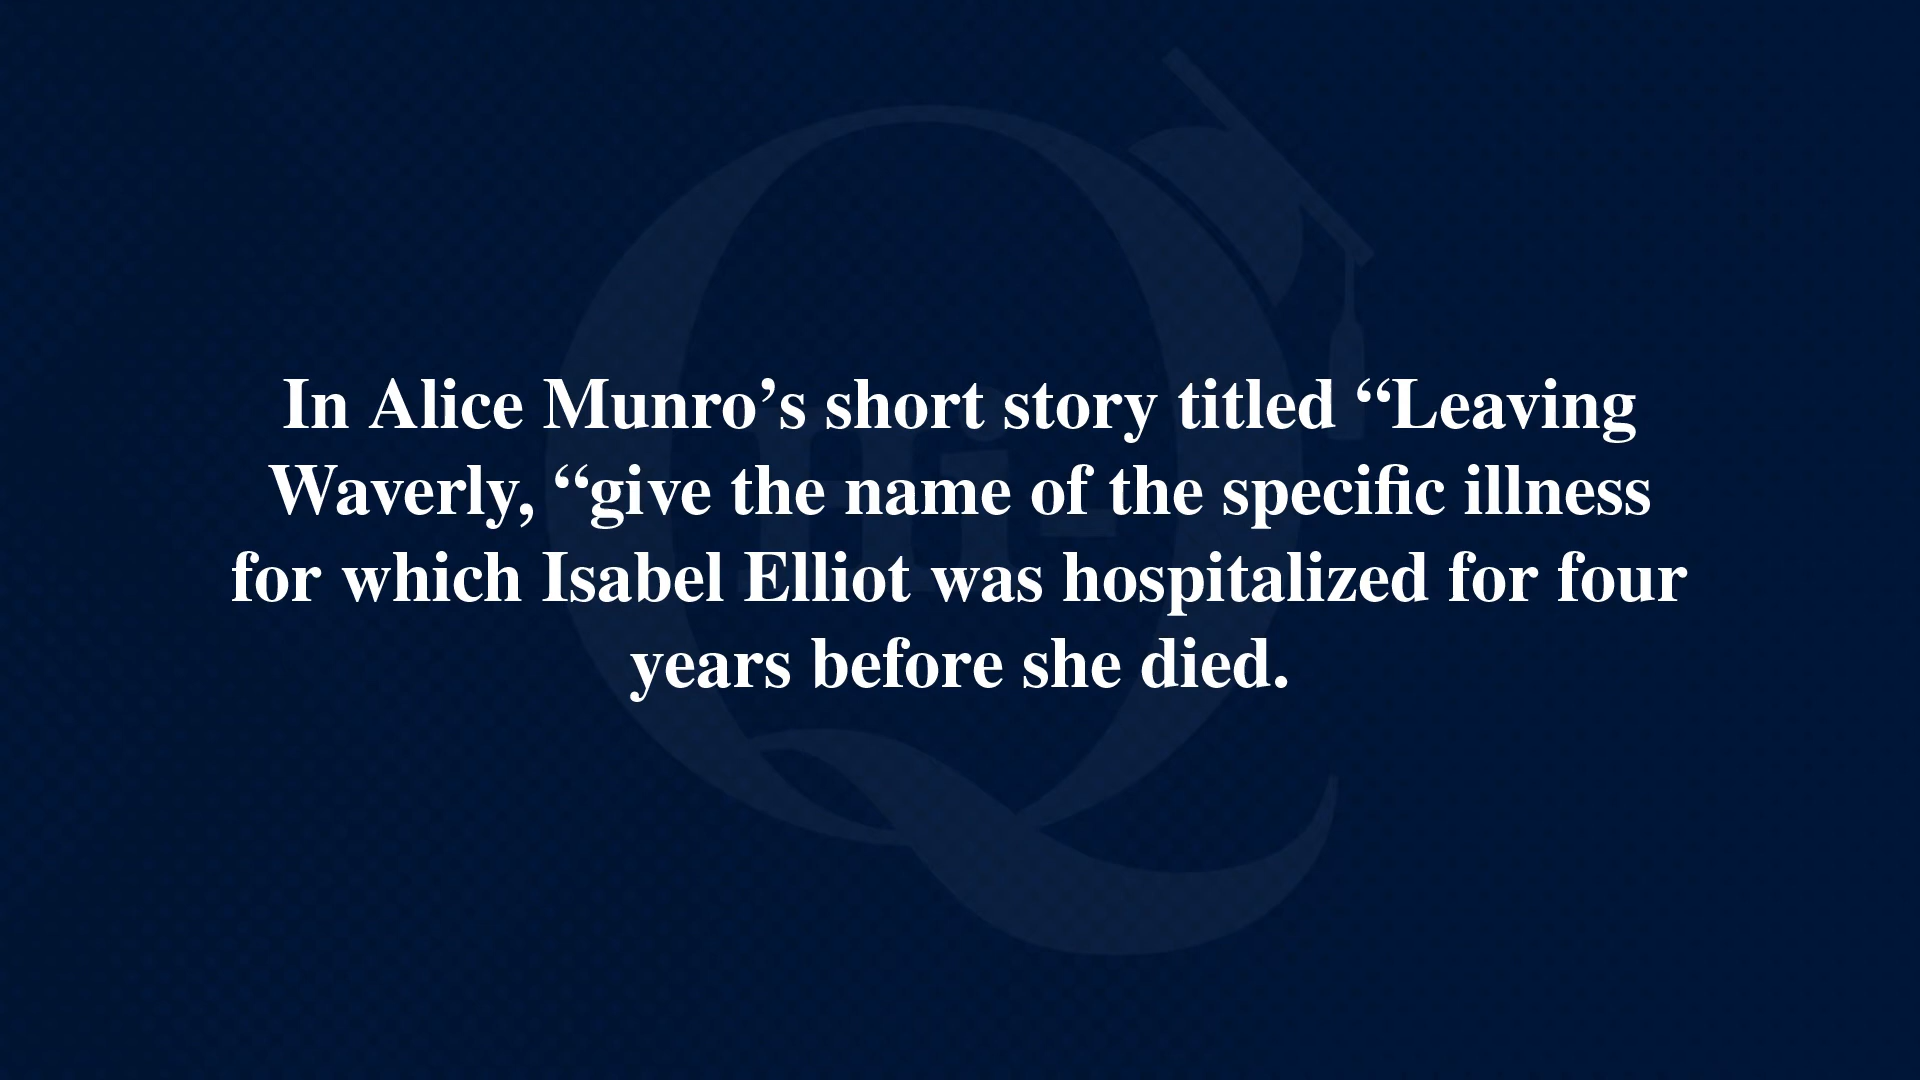 In Alice Munro’s short story titled “Leaving
Waverly, “give the name of the specific illness
for which Isabel Elliot was hospitalized for four
years before she died.